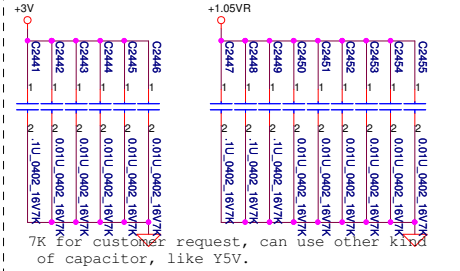 +3V
+1.05VR
C2441 C2442 C2443 C2444 C2445 C2446
C2447 C2448 C2449 C2450 C2451 C2452 C2453 C2454 C2455
1 1 1 1 1 1
1 1 1 1 1 1 1 1 1
2 2 2 2 2 2
2 2 2 2 2 2 2 2 2
.1U_0402_16V7K 0.01U_0402_16V7K 0.01U_0402_16V7K 0.01U_0402_16V7K 0.01U_0402_16V7K 0.01U_0402_16V7K
.1U_0402_16V7K .1U_0402_16V7K .1U_0402_16V7K 0.01U_0402_16V7K 0.01U_0402_16V7K 0.01U_0402_16V7K 0.01U_0402_16V7K 0.01U_0402_16V7K 0.01U_0402_16V7K
7K for customer request, can use other kind
of capacitor, like Y5V.